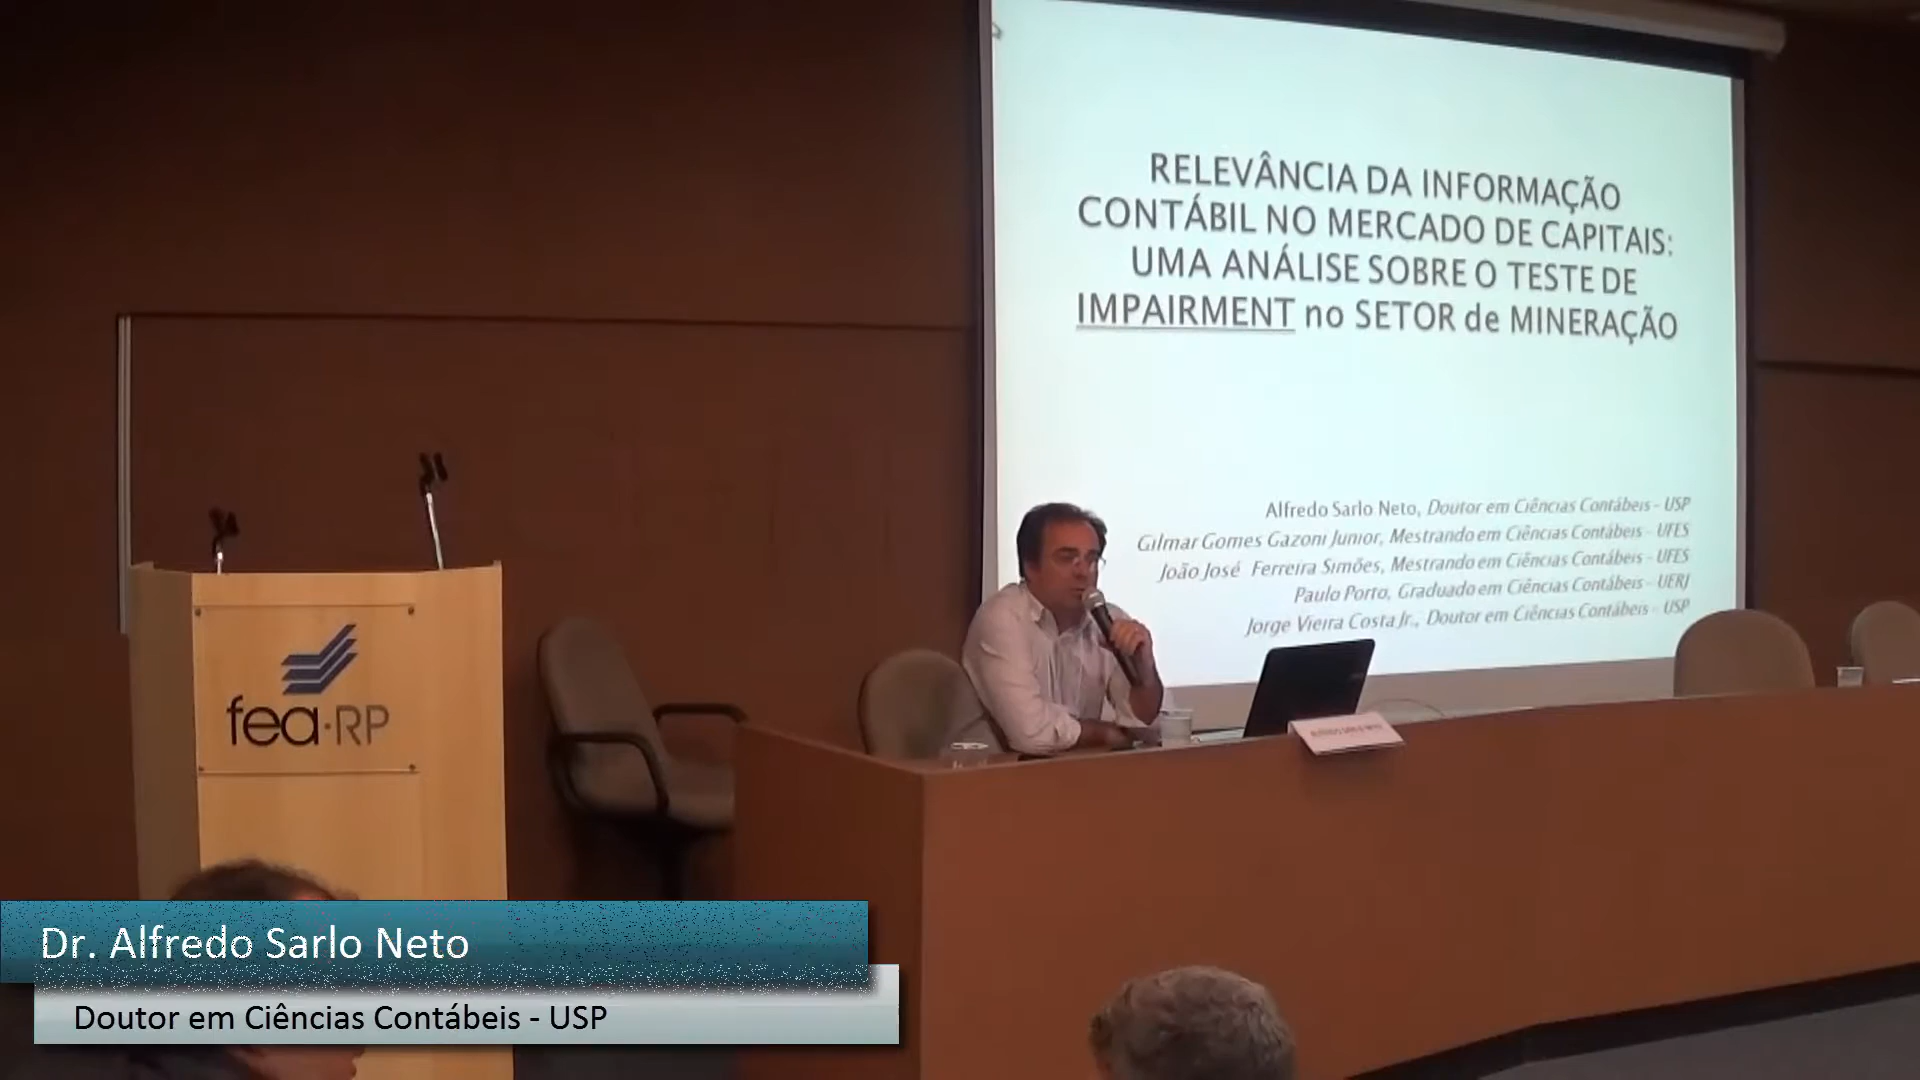 RELEVÂNCIA DA INFORMAÇÃO
CONTÁBIL NO MERCADO DE CAPITAIS:
UMA ANÁLISE SOBRE O TESTE DE
IMPAIRMENT no SETOR de MINERAÇÃO
Alfredo Sarlo Neto, Doutor em Ciências Contábeis - USP
Gilmar Gomes Gazoni Junior, Mestrando em Ciências Contábeis - UFES
João José Ferreira Simões, Mestrando em Ciências Contábeis - UFES
Paulo Porto, Graduado em Ciências Contábeis - UERJ
Jorge Vieira Costa Jr., Doutor em Ciências Contábeis - USP
fea-RP
ALFREDO SARLO NETO
Dr. Alfredo Sarlo Neto
Doutor em Ciências Contábeis - USP